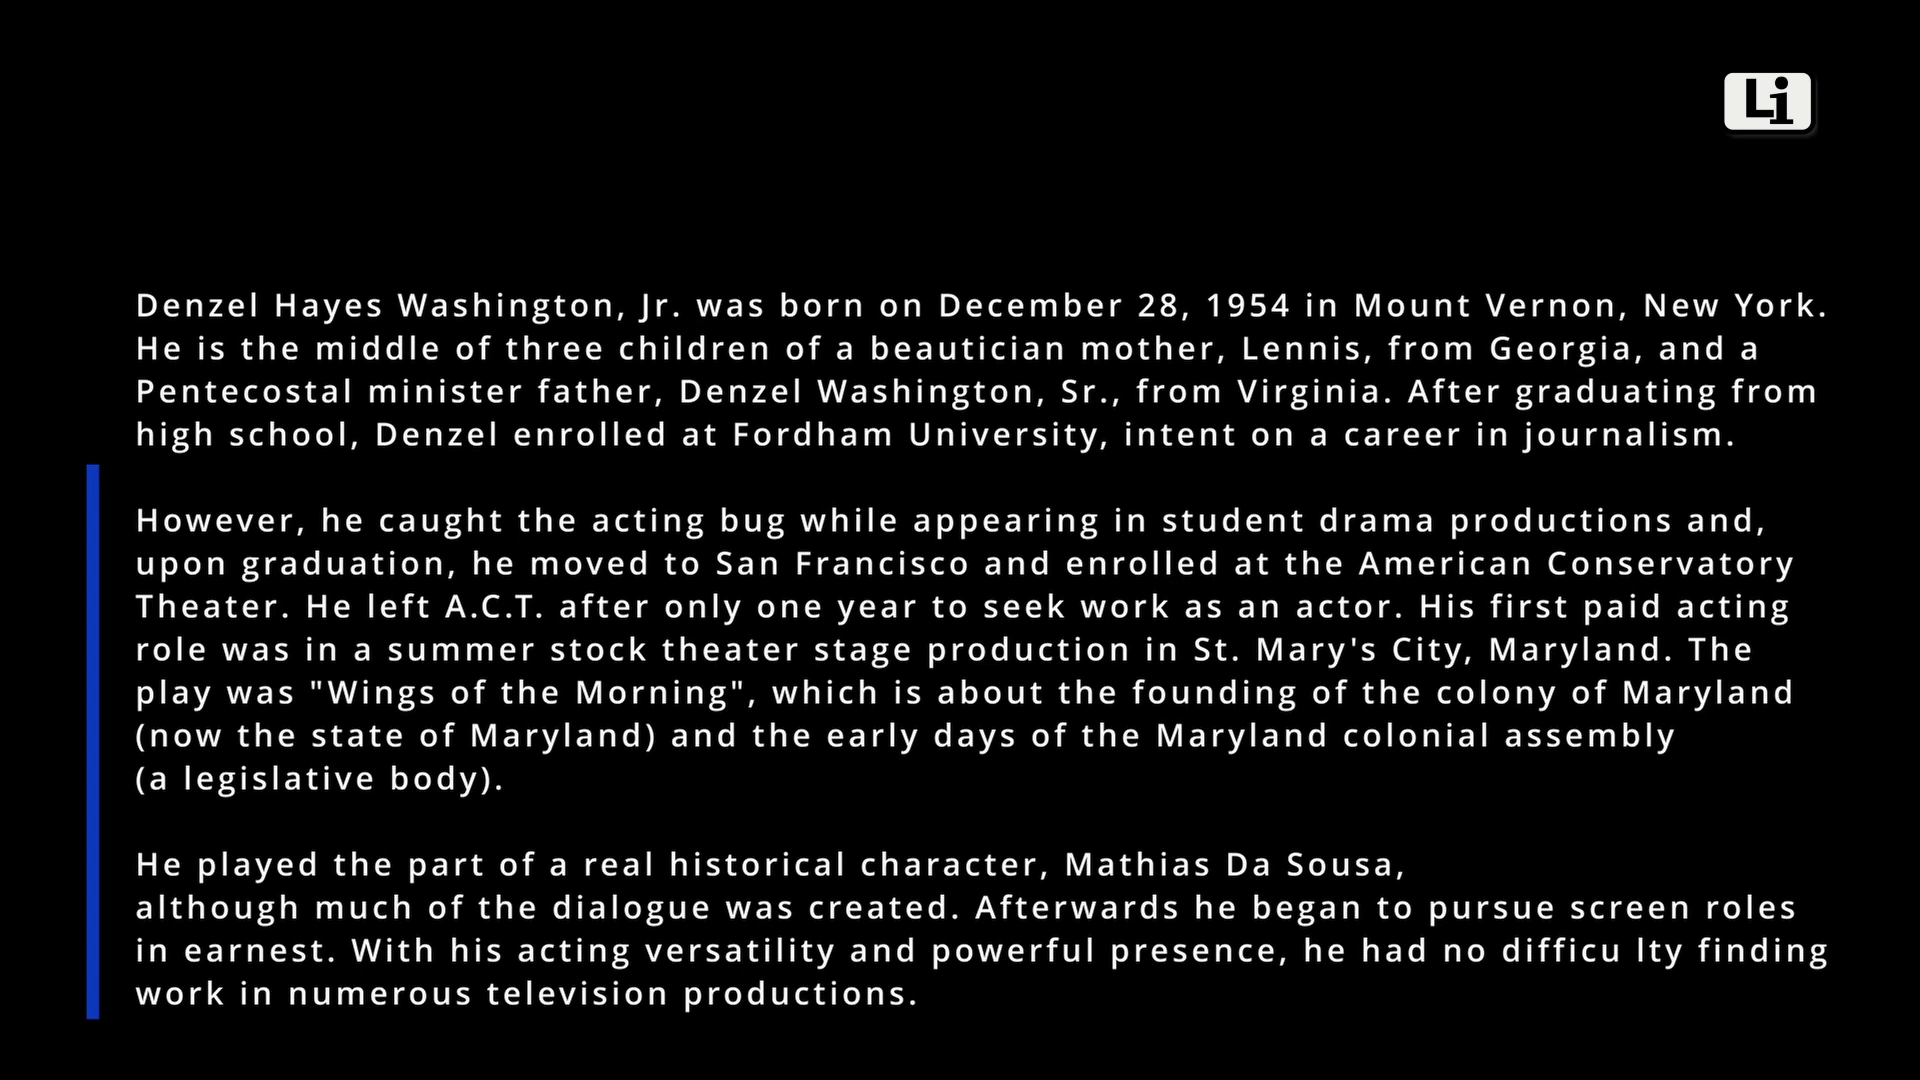 Li
Denzel Hayes Washington, Jr. was born on December 28, 1954 in Mount Vernon, New York.
He is the middle of three children of a beautician mother, Lennis, from Georgia, and a
Pentecostal minister father, Denzel Washington, Sr., from Virginia. After graduating from
high school, Denzel enrolled at Fordham University, intent on a career in journalism.
However, he caught the acting bug while appearing in student drama productions and,
upon graduation, he moved to San Francisco and enrolled at the American Conservatory
Theater. He left A.C.T. after only one year to seek work as an actor. His first paid acting
role was in a summer stock theater stage production in St. Mary's City, Maryland. The
play was "Wings of the Morning", which is about the founding of the colony of Maryland
(now the state of Maryland) and the early days of the Maryland colonial assembly
(a legislative body).
He played the part of a real historical character, Mathias Da Sousa,
although much of the dialogue was created. Afterwards he began to pursue screen roles
in earnest. With his acting versatility and powerful presence, he had no difficu lty finding
work in numerous television productions.